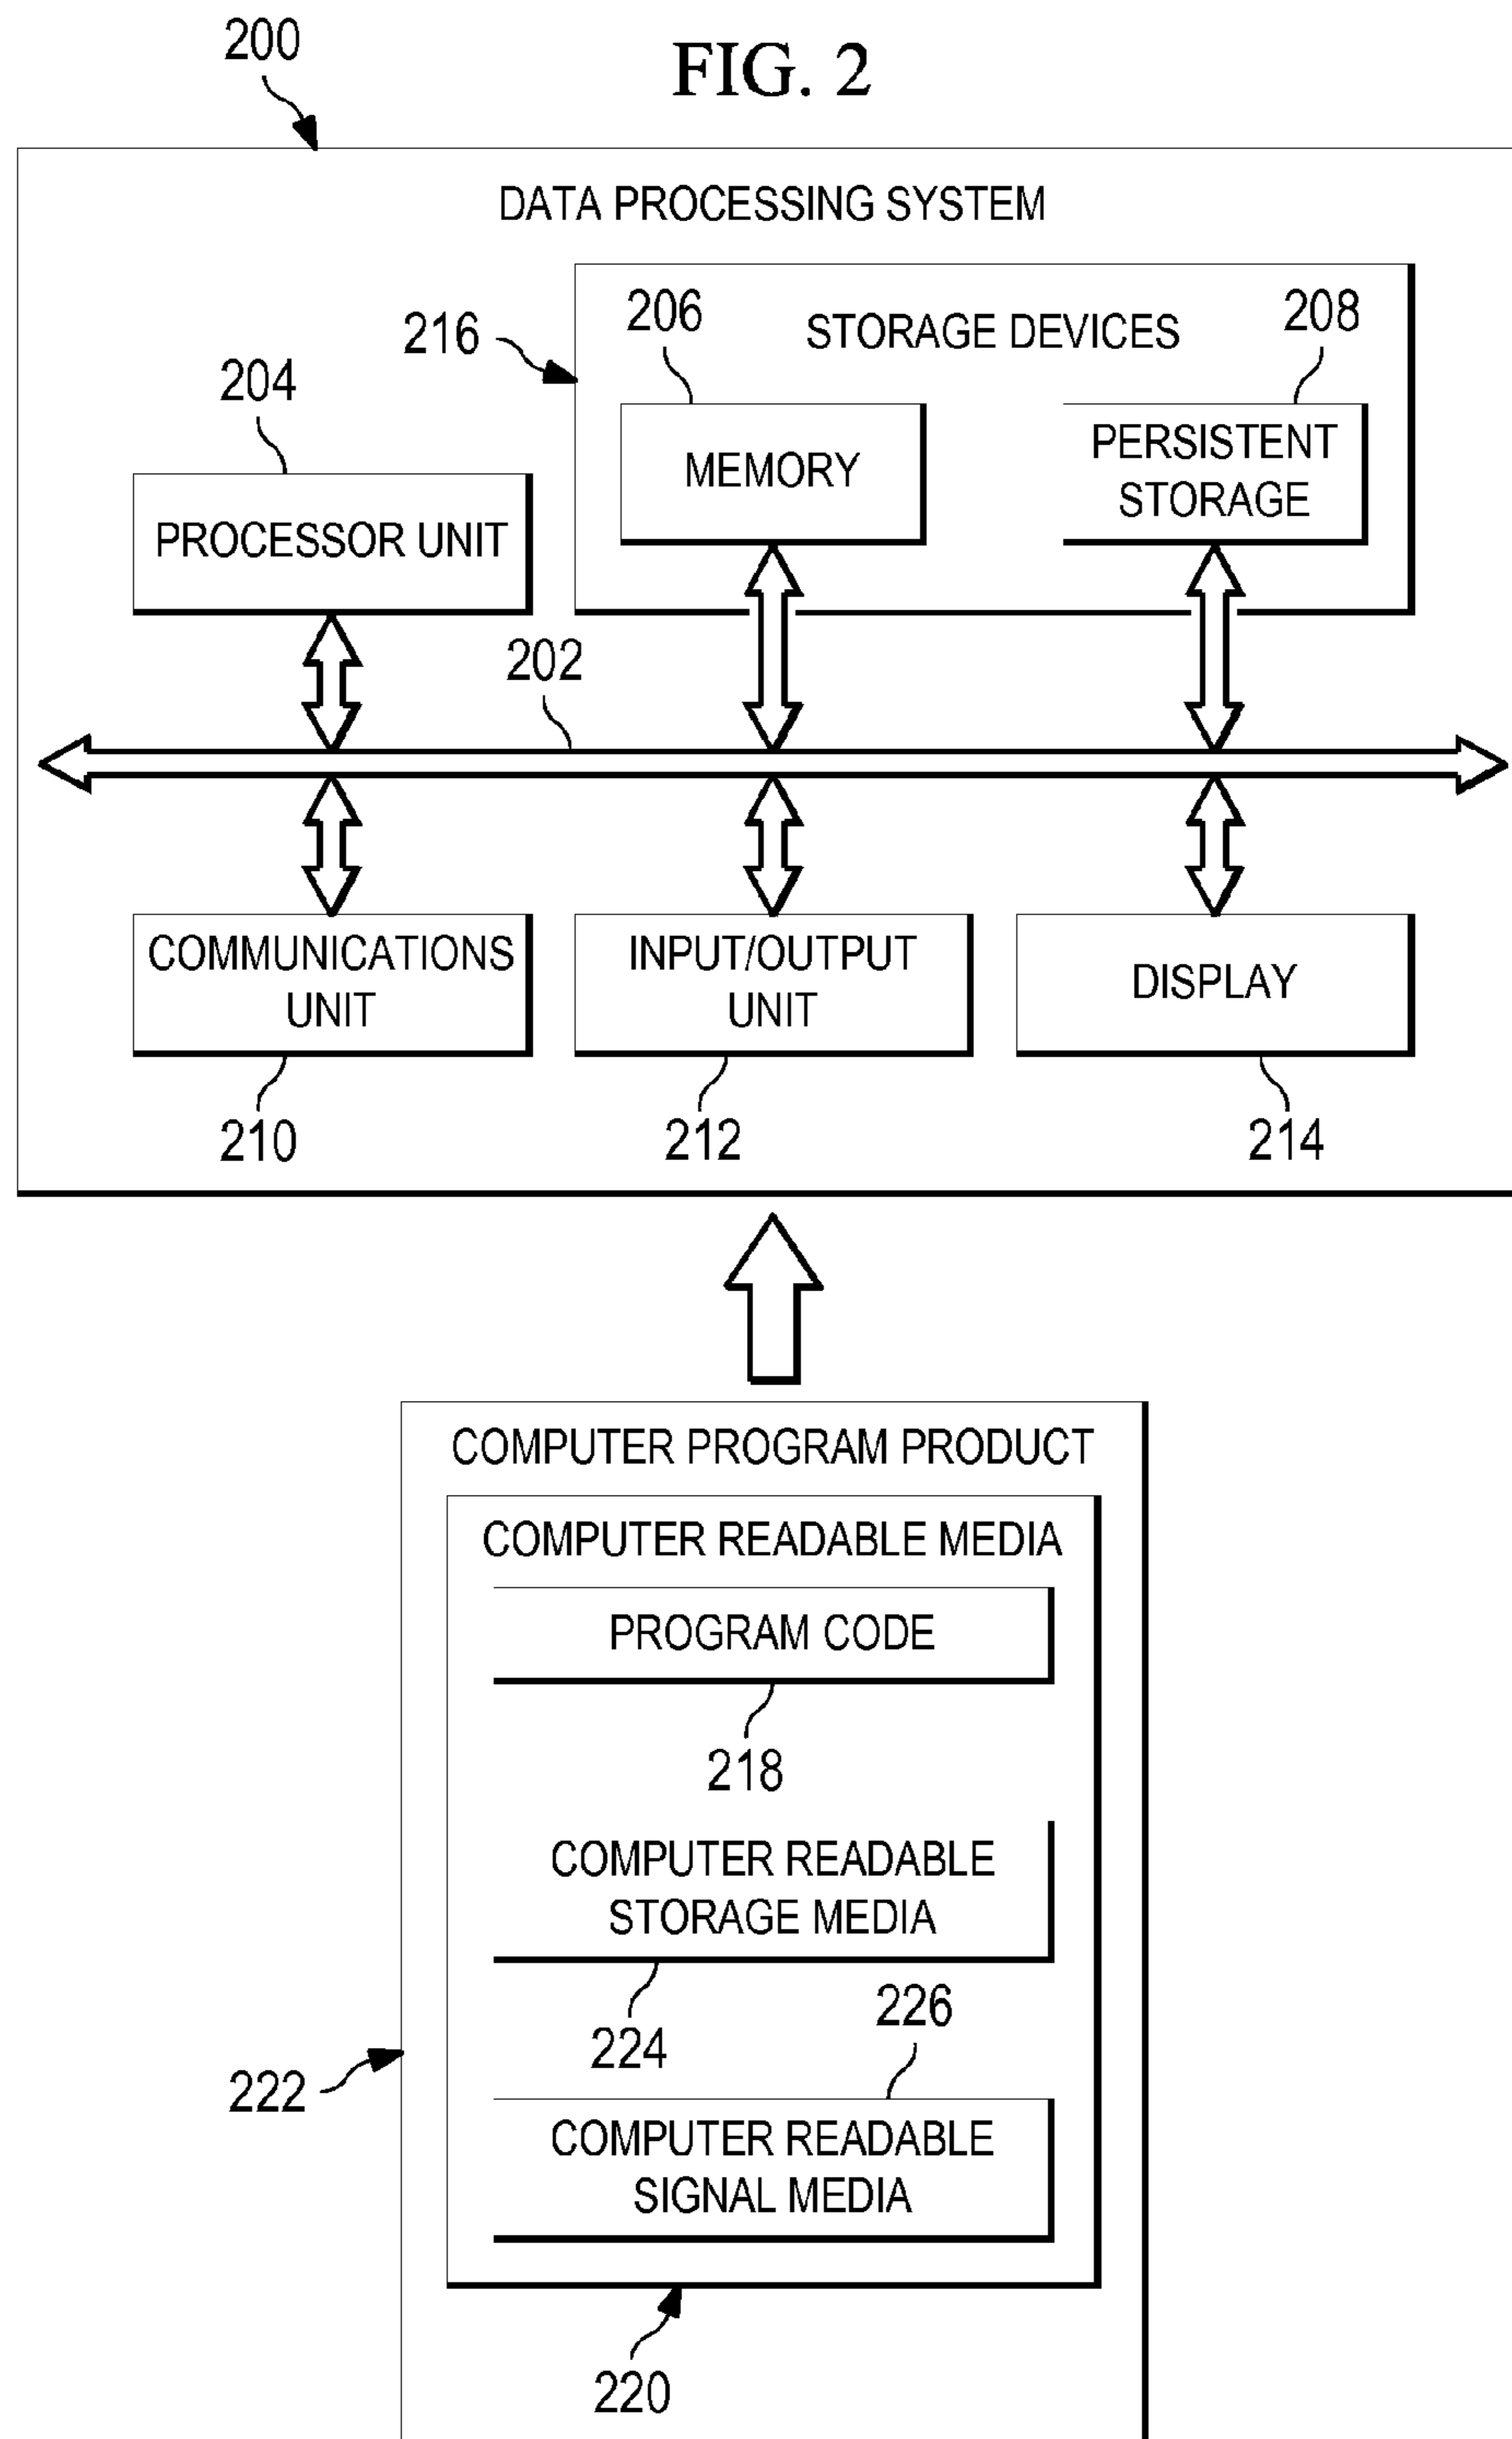 200
FIG. 2
DATA PROCESSING SYSTEM
216
206
STORAGE DEVICES
208
204
MEMORY
PERSISTENT
STORAGE
PROCESSOR UNIT
202
COMMUNICATIONS
UNIT
INPUT/OUTPUT
UNIT
DISPLAY
210
212
214
COMPUTER PROGRAM PRODUCT
COMPUTER READABLE MEDIA
PROGRAM CODE
218
COMPUTER READABLE
STORAGE MEDIA
224
226
222
COMPUTER READABLE
SIGNAL MEDIA
220